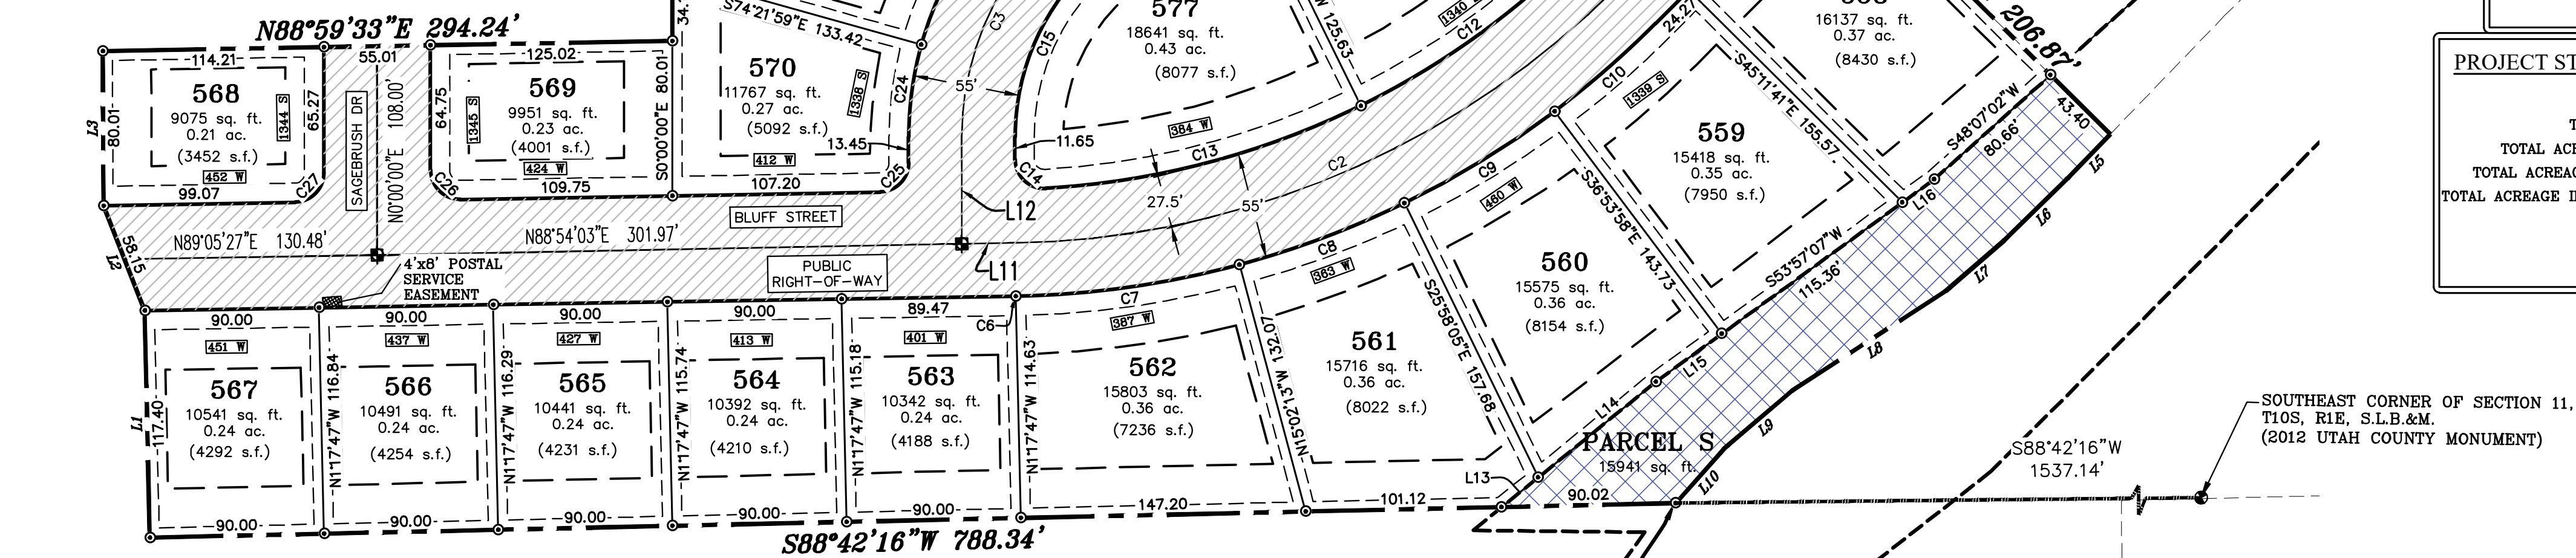 N88°59'33"E 294.24'
S74°21'59"E 133.42
C3
C15
577
18641 sq. ft.
0.43 ac.
(8077 s.f.)
125.63
1340 E
C12
24.27
16137 sq. ft.
0.37 ac.
(8430 s.f.)
206.87'
PROJECT ST
TOTAL ACRE
TOTAL ACREAG
TOTAL ACREAGE I
114.21
568
9075 sq. ft.
0.21 ac.
(3452 s.f.)
452 W
1344 S
65.27
99.07
C27
L3
80.01
55.01
SAGEBRUSH DR
N0°00'00"E 108.00'
64.75
1345 S
125.02
569
9951 sq. ft.
0.23 ac.
(4001 s.f.)
424 W
C26
109.75
S0°00'00"E 80.01
570
11767 sq. ft.
0.27 ac.
(5092 s.f.)
412 W
1338 S
C24
13.45
C25
107.20
55'
11.65
C14
384 W
C13
C2
27.5'
55'
C10
1339 S
S45°11'41"E 155.57
559
15418 sq. ft.
0.35 ac.
(7950 s.f.)
S48°07'02"W
80.66'
43.40
L5
L6
L16
L7
L2
58.15
N89°05'27"E 130.48'
N88°54'03"E 301.97'
BLUFF STREET
L12
L11
4'x8' POSTAL
SERVICE
EASEMENT
PUBLIC
RIGHT-OF-WAY
C9
460 W
S36°53'58"E 143.73
560
15575 sq. ft.
0.36 ac.
(8154 s.f.)
S53°57'07"W
115.36'
C8
363 W
C7
387 W
C6
90.00
90.00
90.00
90.00
89.47
L1
117.40
451 W
567
10541 sq. ft.
0.24 ac.
(4292 s.f.)
N1°17'47"W 116.84
437 W
566
10491 sq. ft.
0.24 ac.
(4254 s.f.)
N1°17'47"W 116.29
427 W
565
10441 sq. ft.
0.24 ac.
(4231 s.f.)
N1°17'47"W 115.74
413 W
564
10392 sq. ft.
0.24 ac.
(4210 s.f.)
N1°17'47"W 115.18
401 W
563
10342 sq. ft.
0.24 ac.
(4188 s.f.)
N1°17'47"W 114.63
562
15803 sq. ft.
0.36 ac.
(7236 s.f.)
N15°02'13"W 132.07
561
15716 sq. ft.
0.36 ac.
(8022 s.f.)
S25°58'05"E 157.68
L15
L14
L8
L9
L10
L13
PARCEL S
15941 sq. ft.
90.02
SOUTHEAST CORNER OF SECTION 11,
T10S, R1E, S.L.B.&M.
(2012 UTAH COUNTY MONUMENT)
S88°42'16"W
1537.14'
90.00
90.00
90.00
90.00
90.00
147.20
101.12
S88°42'16"W 788.34'